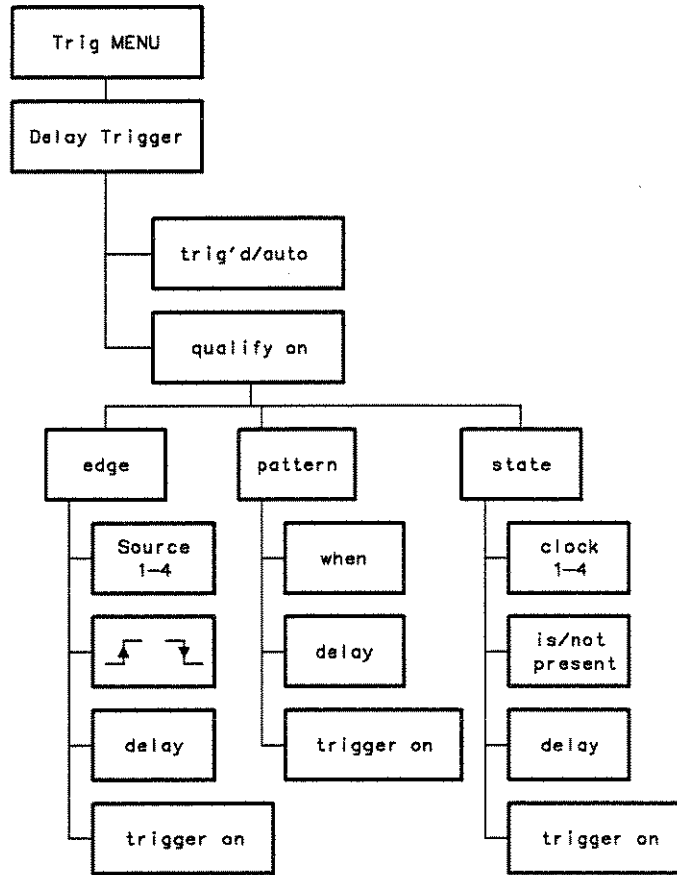 Trig MENU
Delay Trigger
trig'd/auto
qualify on
edge
pattern
state
Source
1-4
when
clock
1-4
delay
is/not
present
delay
trigger on
delay
trigger on
trigger on